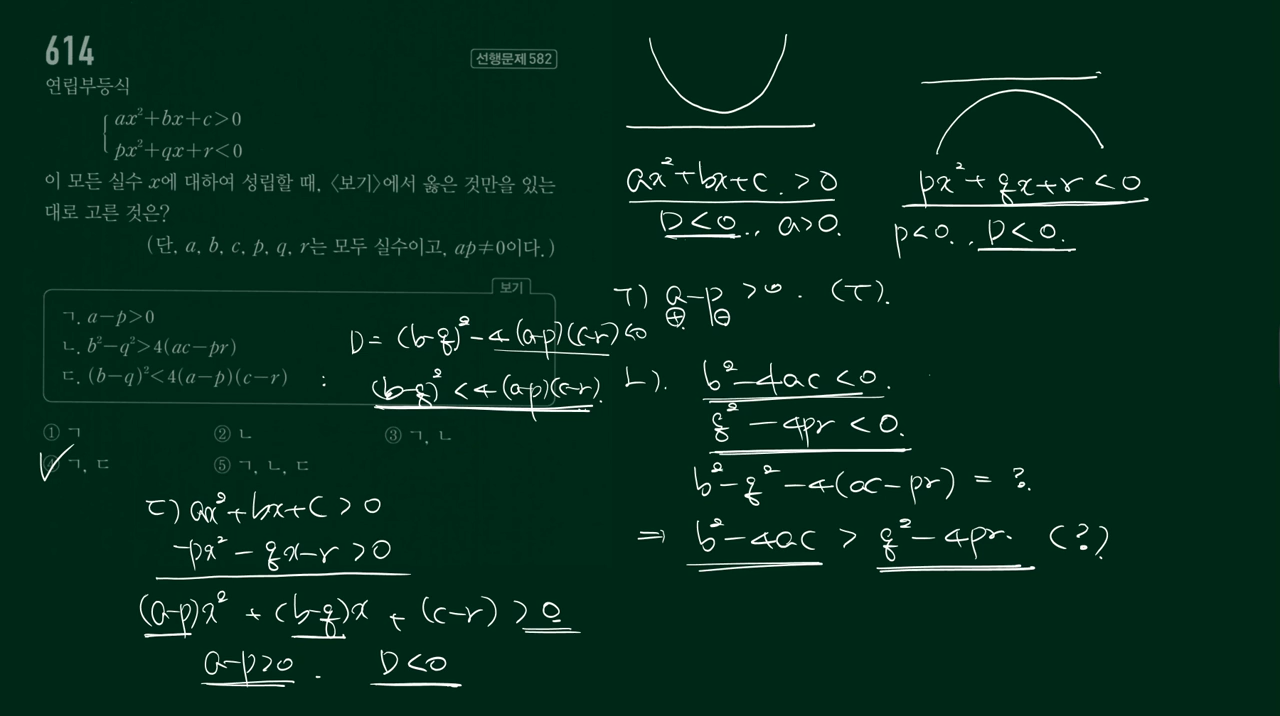 614
선행문제 582
연립부등식
ax²+bx+c>0
px²+qx+r<0
이 모든 실수 x에 대하여 성립할 때, 〈보기〉에서 옳은 것만을 있는
대로 고른 것은?
(단, a, b, c, p, q, r는 모두 실수이고, ap≠0이다.)
보기
ㄱ. a−p>0
ㄴ. b²−q²>4(ac−pr)
ㄷ. (b−q)²<4(a−p)(c−r)
① ㄱ
② ㄴ
③ ㄱ, ㄴ
④ ㄱ, ㄷ
⑤ ㄱ, ㄴ, ㄷ
D = (b-q)² - 4(a-p)(c-r)<0
: (b-q)² < 4(a-p)(c-r).
ㄷ) ax²+bx+c > 0
-px² - qx - r > 0
(a-p)x² + (b-q)x + (c-r) > 0
a-p>0 . D<0
ax²+bx+c > 0
D<0., a>0.
px²+qx+r < 0
p<0., D<0.
ㄱ) a-p > 0. (T).
⊕ ⊖
ㄴ). b²-4ac < 0.
q² - 4pr < 0.
b² - q² - 4(ac-pr) = ?
⇒ b² - 4ac > q² - 4pr. (?)